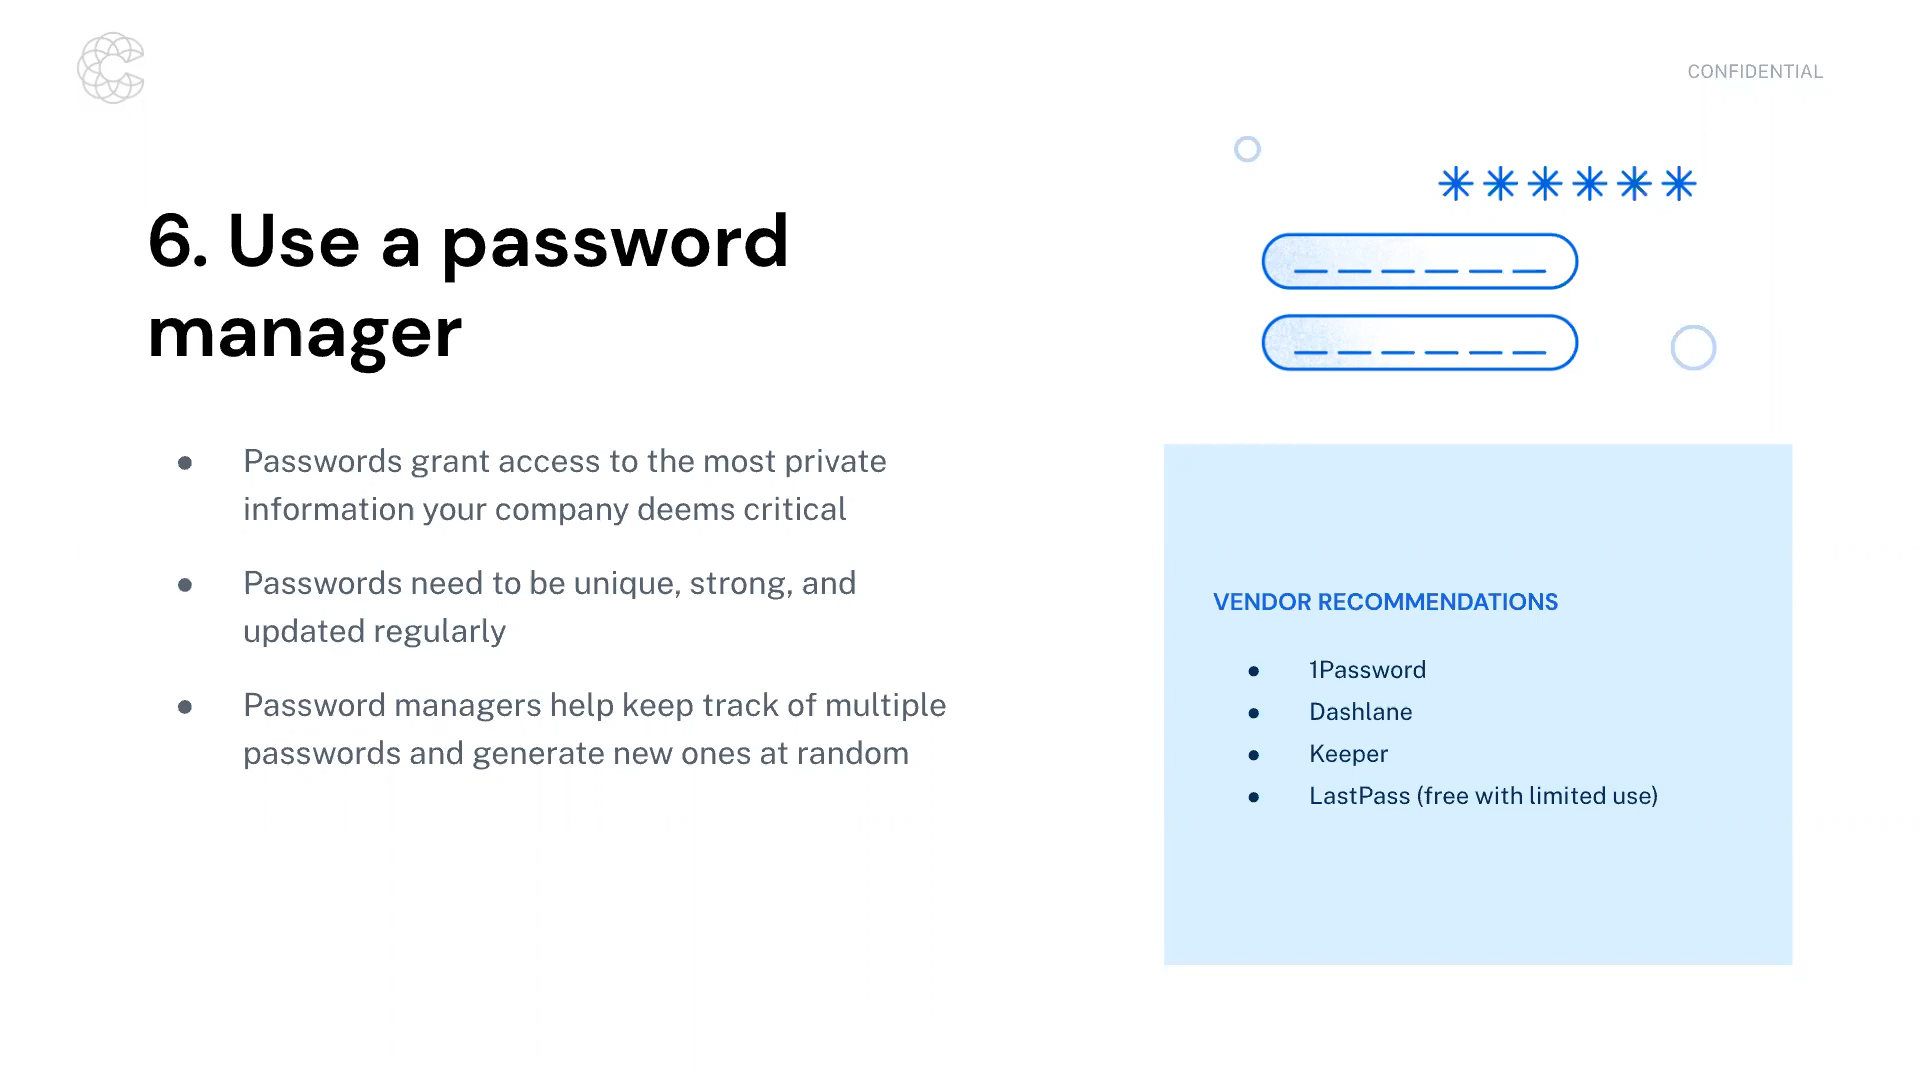 CONFIDENTIAL
6. Use a password
manager
● Passwords grant access to the most private
information your company deems critical
● Passwords need to be unique, strong, and
updated regularly
● Password managers help keep track of multiple
passwords and generate new ones at random
VENDOR RECOMMENDATIONS
● 1Password
● Dashlane
● Keeper
● LastPass (free with limited use)